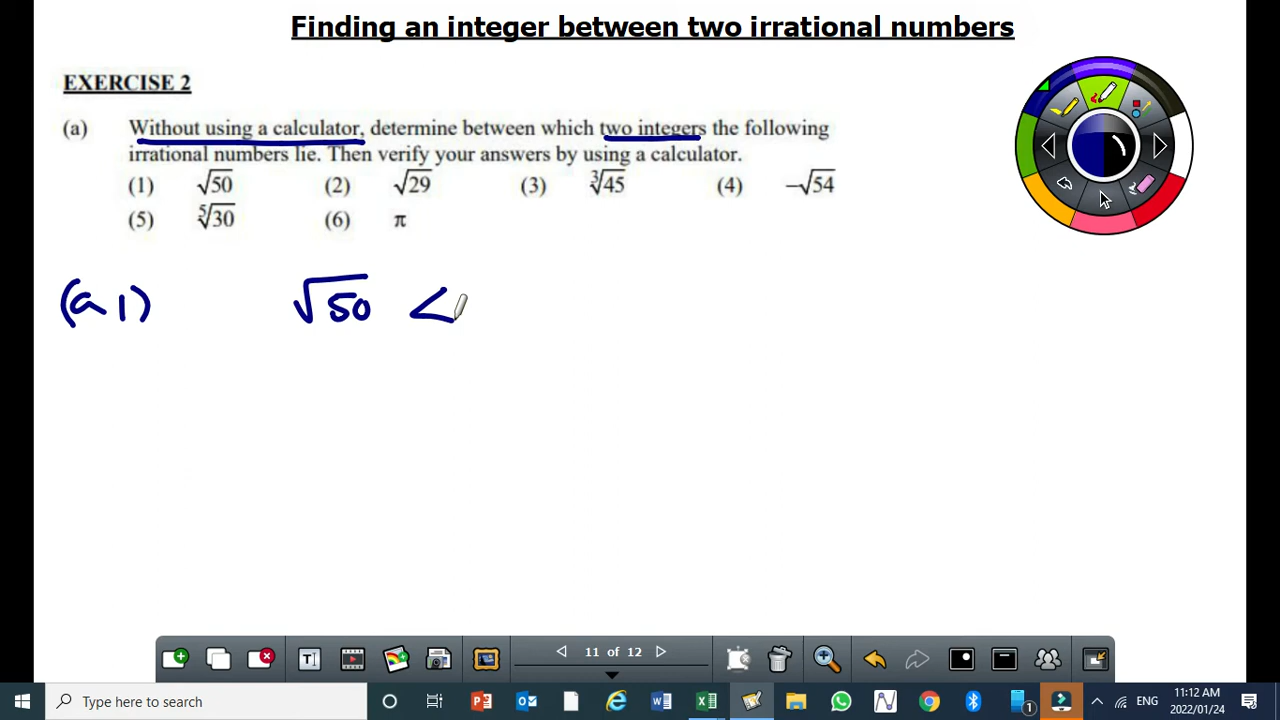 Finding an integer between two irrational numbers
EXERCISE 2
(a) Without using a calculator, determine between which two integers the following
irrational numbers lie. Then verify your answers by using a calculator.
(1) √50 (2) √29 (3) ∛45 (4) −√54
(5) ⁵√30 (6) π
(a 1) √50 <
T
11 of 12
Type here to search
1
ENG
11:12 AM
2022/01/24